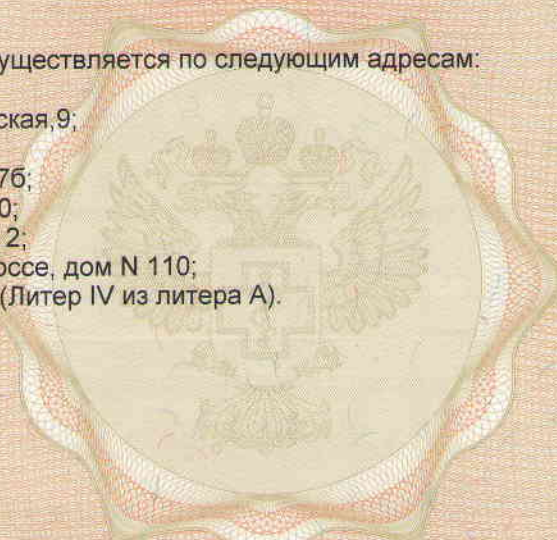 уществляется по следующим адресам:
ская,9;
7б;
0;
2;
оссе, дом N 110;
(Литер IV из литера А).